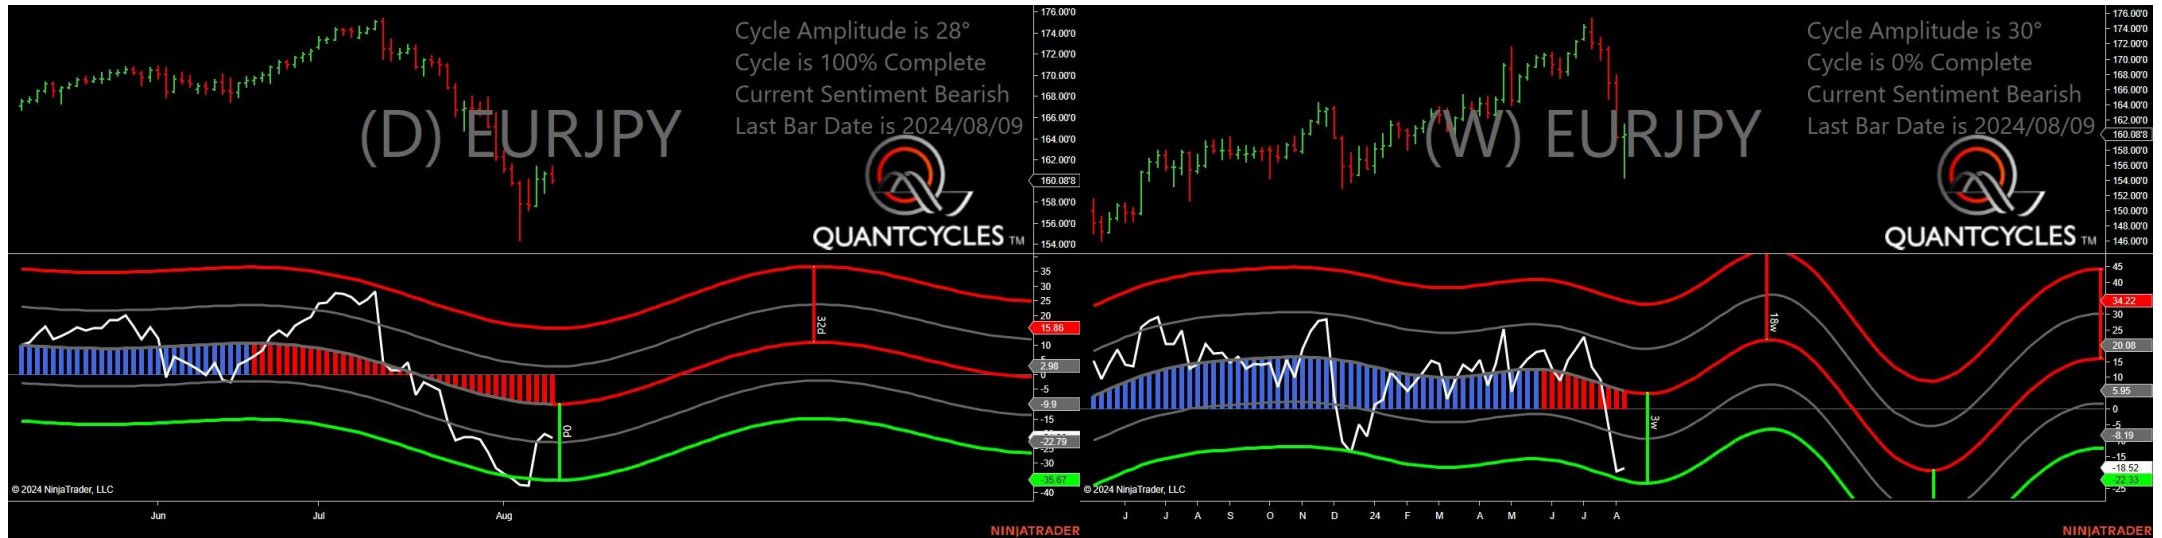 Cycle Amplitude is 28°
Cycle is 100% Complete
Current Sentiment Bearish
Last Bar Date is 2024/08/09
(D) EURJPY
QUANTCYCLES TM
176.00'0
174.00'0
172.00'0
170.00'0
168.00'0
166.00'0
164.00'0
162.00'0
160.08'8
158.00'0
156.00'0
154.00'0
35
30
25
20
15.86
10
5
2.98
0
-5
-9.9
-15
-22.79
-25
-30
-35.67
-40
32d
0d
© 2024 NinjaTrader, LLC
Jun
Jul
Aug
NINJATRADER
Cycle Amplitude is 30°
Cycle is 0% Complete
Current Sentiment Bearish
Last Bar Date is 2024/08/09
(W) EURJPY
QUANTCYCLES TM
176.00'0
174.00'0
172.00'0
170.00'0
168.00'0
166.00'0
164.00'0
162.00'0
160.08'8
158.00'0
156.00'0
154.00'0
152.00'0
150.00'0
148.00'0
146.00'0
45
34.22
30
25
20.08
15
10
5.95
0
-5
-8.19
-15
-18.52
-22.33
-25
18w
3w
© 2024 NinjaTrader, LLC
J J A S O N D 24 F M A M J J A
NINJATRADER